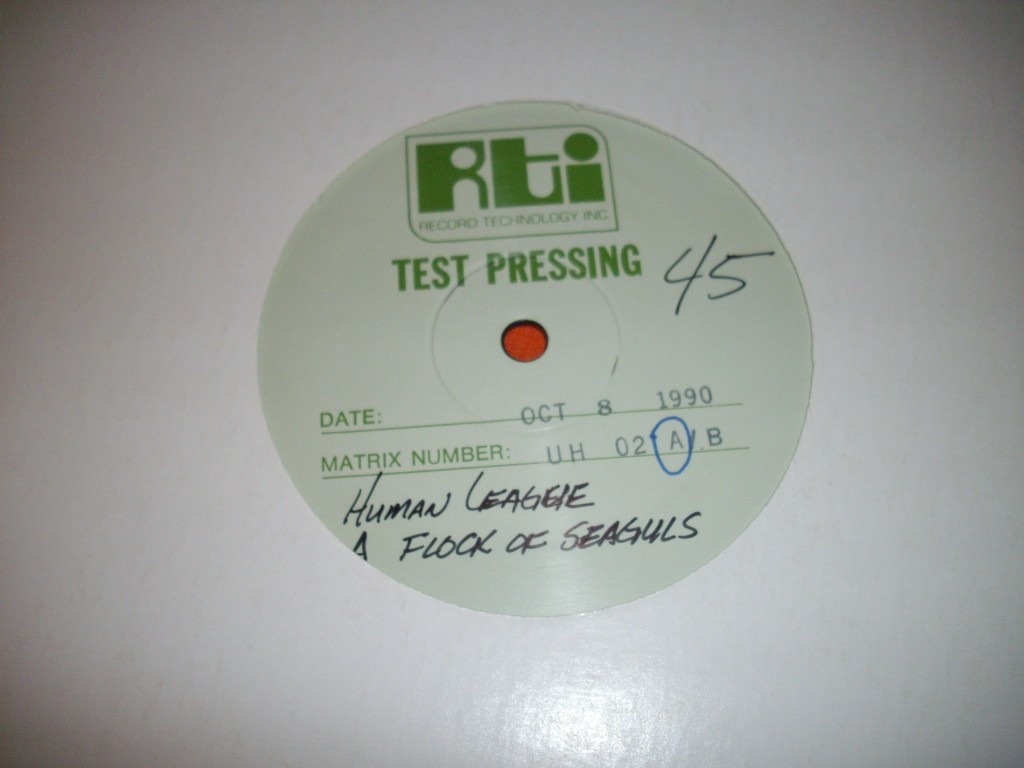 Rti
RECORD TECHNOLOGY INC.
TEST PRESSING 45
DATE: OCT 8 1990
MATRIX NUMBER: UH 02 A/B
HUMAN LEAGEIE
A FLOCK OF SEAGULS